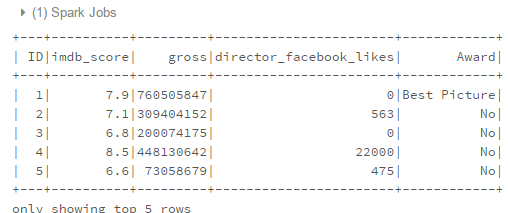 (1) Spark Jobs
+---+----------+---------+-----------------------+------------+
| ID|imdb_score|    gross|director_facebook_likes|       Award|
+---+----------+---------+-----------------------+------------+
|  1|       7.9|760505847|                      0|Best Picture|
|  2|       7.1|309404152|                    563|          No|
|  3|       6.8|200074175|                      0|          No|
|  4|       8.5|448130642|                  22000|          No|
|  5|       6.6| 73058679|                    475|          No|
+---+----------+---------+-----------------------+------------+
only showing top 5 rows